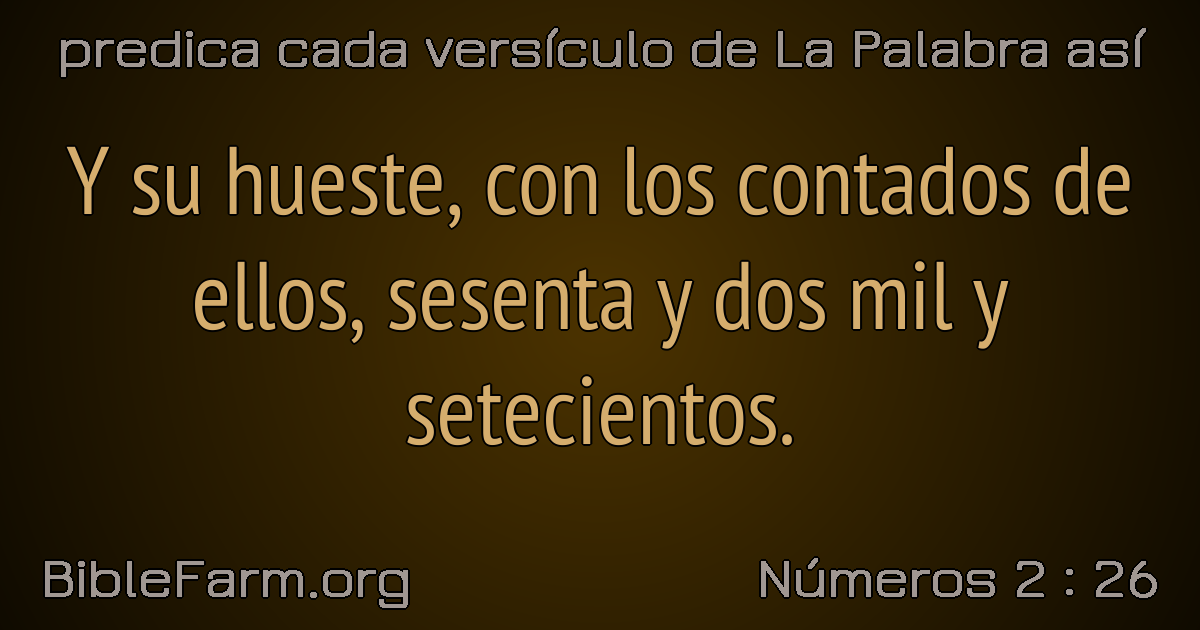 predica cada versículo de La Palabra así
Y su hueste, con los contados de
ellos, sesenta y dos mil y
setecientos.
BibleFarm.org
Números 2 : 26